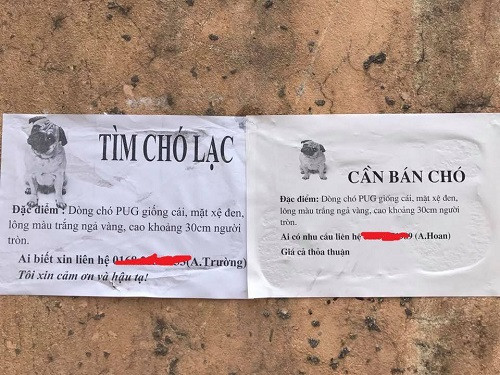 TÌM CHÓ LẠC
Đặc điểm : Dòng chó PUG giống cái, mặt xệ đen,
lông màu trắng ngả vàng, cao khoảng 30cm người
tròn.
Ai biết xin liên hệ (A.Trường)
Tôi xin cảm ơn và hậu tạ!
CẦN BÁN CHÓ
Đặc điểm: Dòng chó PUG giống cái, mặt xệ đen,
lông màu trắng ngả vàng, cao khoảng 30cm người
tròn.
Ai có nhu cầu liên hệ (A.Hoan)
Giá cả thỏa thuận